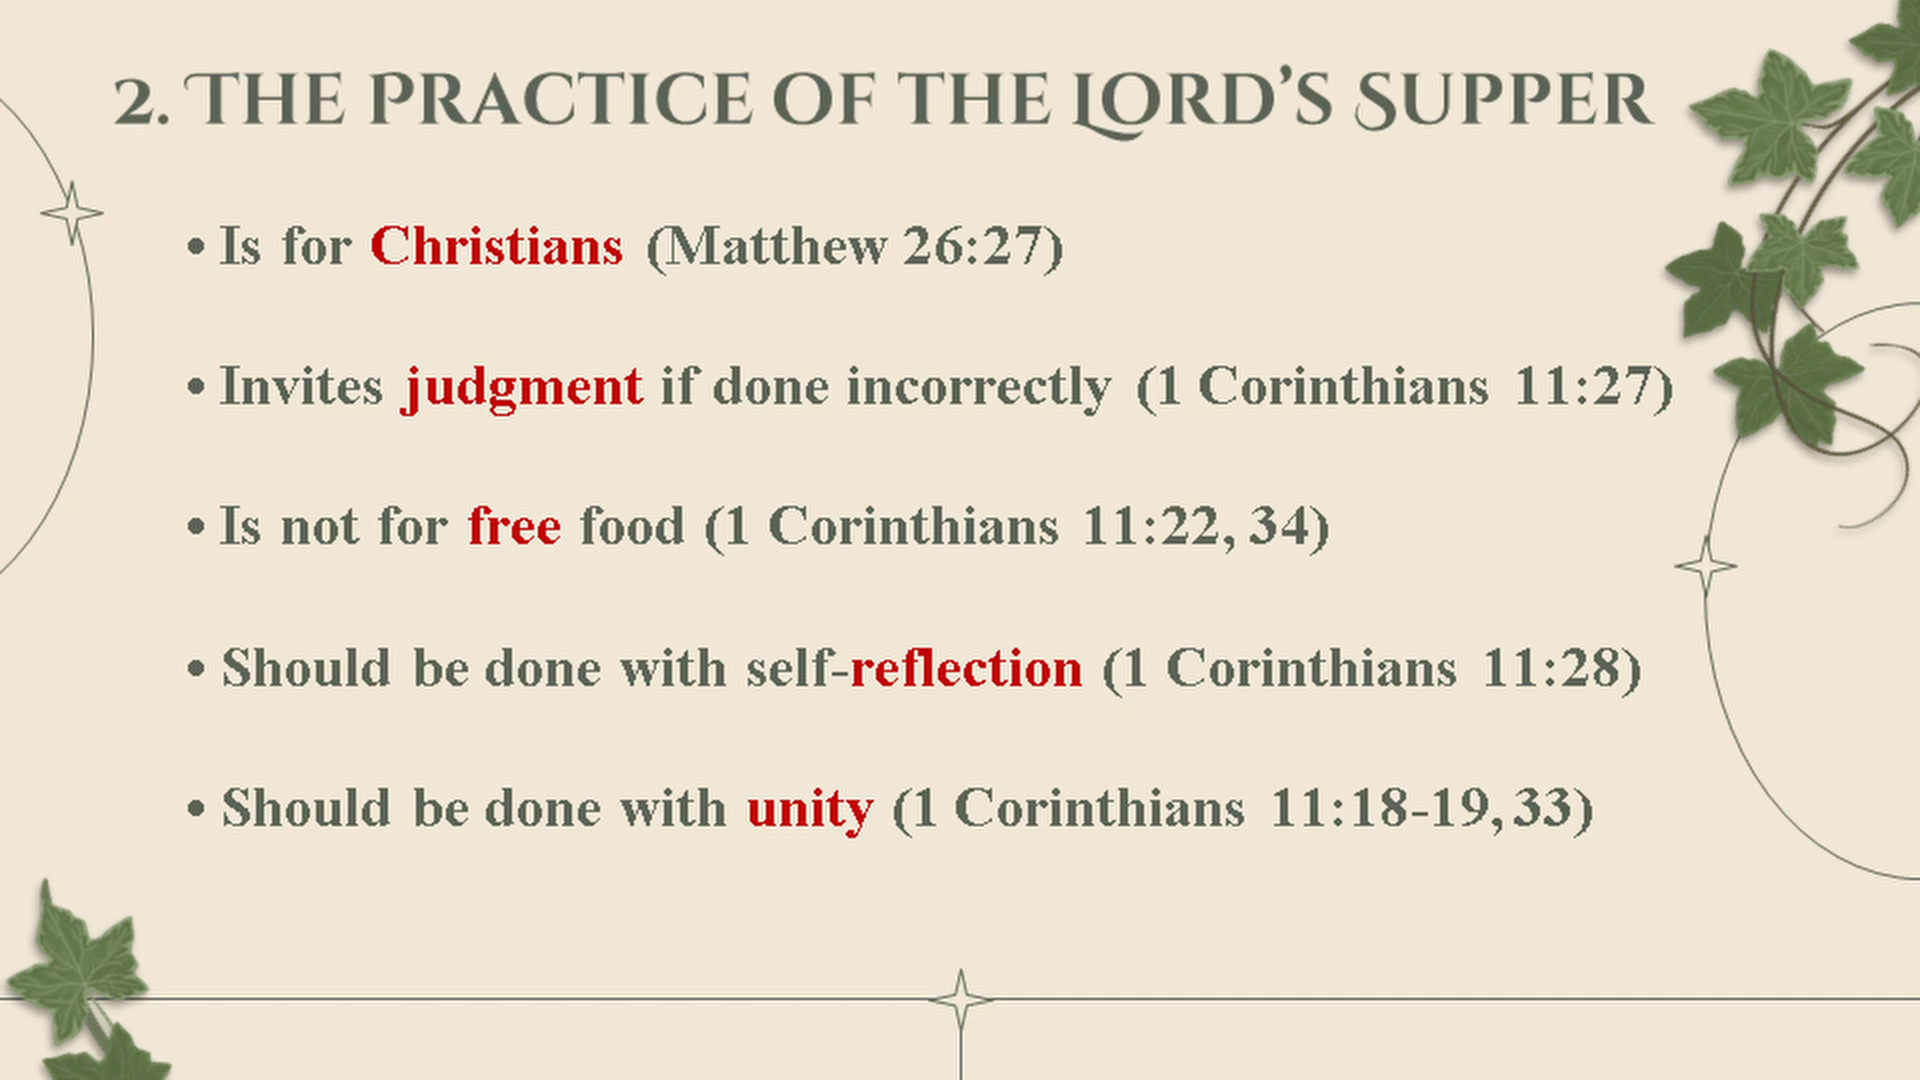 2. The Practice of the Lord’s Supper
• Is for Christians (Matthew 26:27)
• Invites judgment if done incorrectly (1 Corinthians 11:27)
• Is not for free food (1 Corinthians 11:22, 34)
• Should be done with self-reflection (1 Corinthians 11:28)
• Should be done with unity (1 Corinthians 11:18-19, 33)